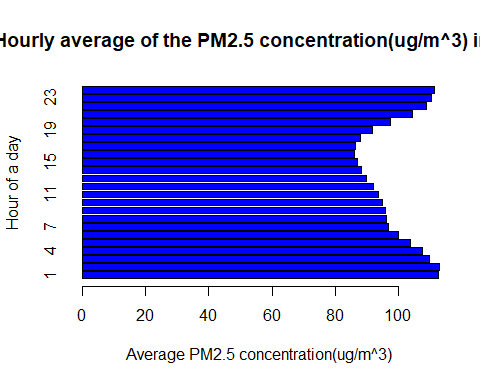 Hourly average of the PM2.5 concentration(ug/m^3) in
Hour of a day
23
19
15
11
7
4
1
0 20 40 60 80 100
Average PM2.5 concentration(ug/m^3)